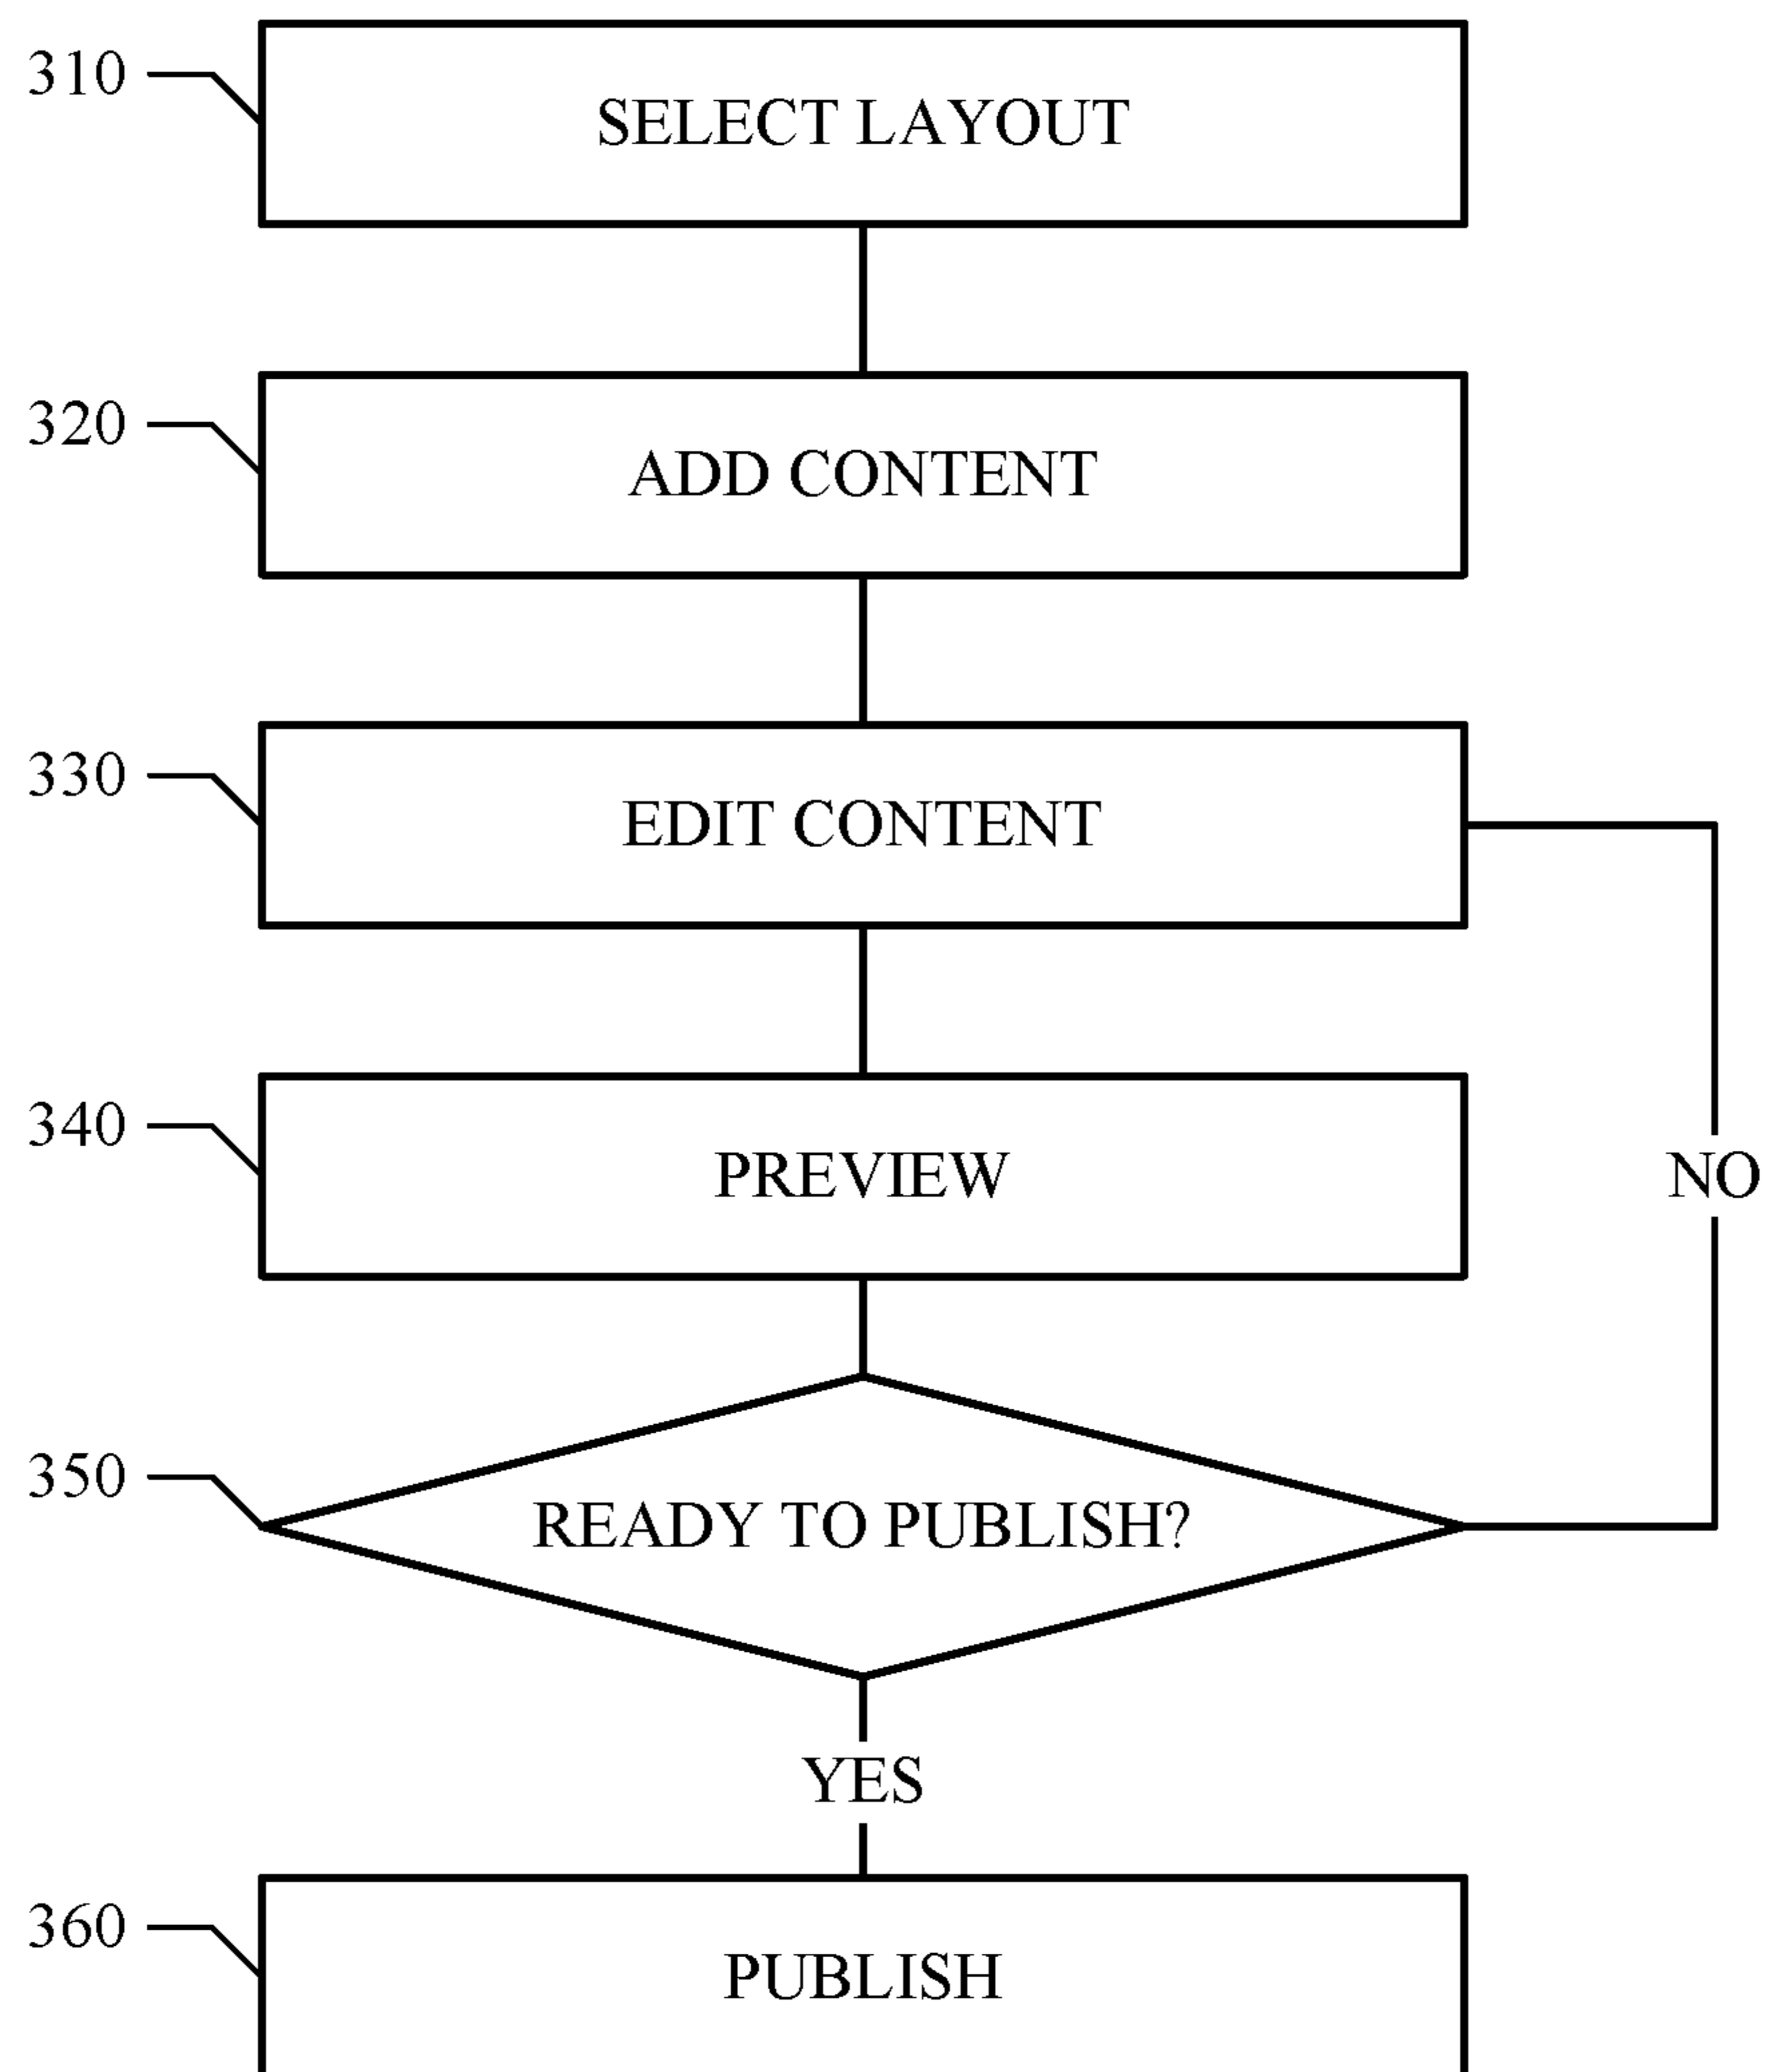 310
SELECT LAYOUT
320
ADD CONTENT
330
EDIT CONTENT
340
PREVIEW
NO
350
READY TO PUBLISH?
YES
360
PUBLISH